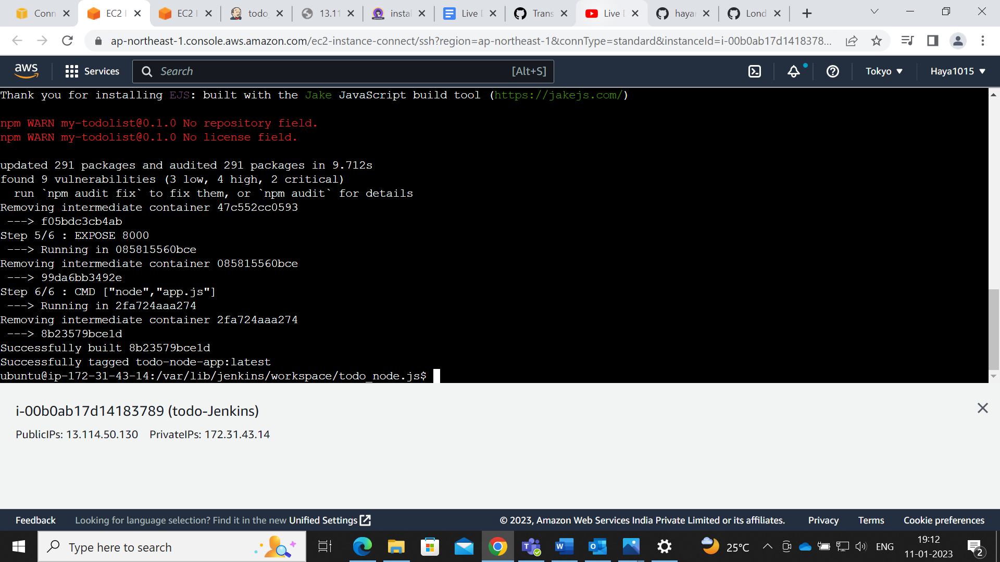 Conn
EC2 I
EC2 I
todo_
13.11
instal
Live D
Trans
Live D
haya
Lond
ap-northeast-1.console.aws.amazon.com/ec2-instance-connect/ssh?region=ap-northeast-1&connType=standard&instanceId=i-00b0ab17d1418378...
aws
Services
Search
[Alt+S]
Tokyo
Haya1015
Thank you for installing EJS: built with the Jake JavaScript build tool (https://jakejs.com/)
npm WARN my-todolist@0.1.0 No repository field.
npm WARN my-todolist@0.1.0 No license field.
updated 291 packages and audited 291 packages in 9.712s
found 9 vulnerabilities (3 low, 4 high, 2 critical)
run `npm audit fix` to fix them, or `npm audit` for details
Removing intermediate container 47c552cc0593
---> f05bdc3cb4ab
Step 5/6 : EXPOSE 8000
---> Running in 085815560bce
Removing intermediate container 085815560bce
---> 99da6bb3492e
Step 6/6 : CMD ["node","app.js"]
---> Running in 2fa724aaa274
Removing intermediate container 2fa724aaa274
---> 8b23579bce1d
Successfully built 8b23579bce1d
Successfully tagged todo-node-app:latest
ubuntu@ip-172-31-43-14:/var/lib/jenkins/workspace/todo_node.js$
i-00b0ab17d14183789 (todo-Jenkins)
PublicIPs: 13.114.50.130 PrivateIPs: 172.31.43.14
Feedback
Looking for language selection? Find it in the new Unified Settings
© 2023, Amazon Web Services India Private Limited or its affiliates.
Privacy
Terms
Cookie preferences
Type here to search
25°C
ENG
19:12
11-01-2023
2